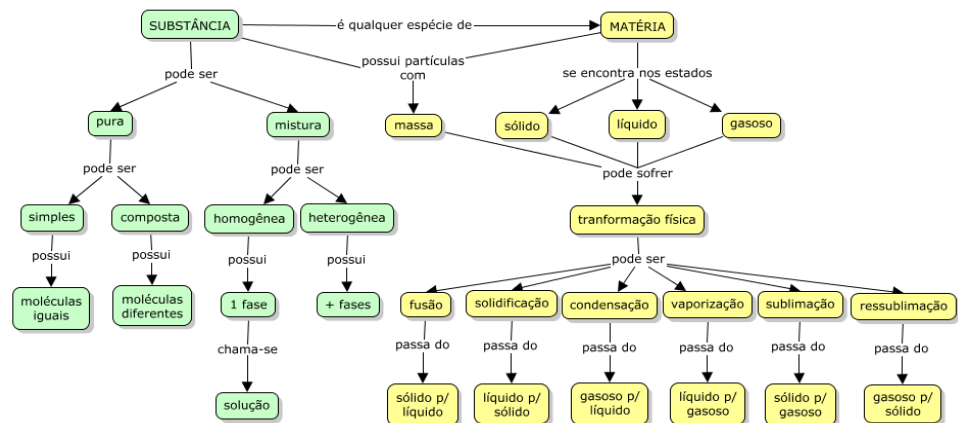 SUBSTÂNCIA
é qualquer espécie de
MATÉRIA
possui partículas
com
pode ser
se encontra nos estados
pura
mistura
massa
sólido
líquido
gasoso
pode ser
pode ser
pode sofrer
simples
composta
homogênea
heterogênea
tranformação física
possui
possui
possui
possui
pode ser
moléculas
iguais
moléculas
diferentes
1 fase
+ fases
fusão
solidificação
condensação
vaporização
sublimação
ressublimação
chama-se
passa do
passa do
passa do
passa do
passa do
passa do
solução
sólido p/
líquido
líquido p/
sólido
gasoso p/
líquido
líquido p/
gasoso
sólido p/
gasoso
gasoso p/
sólido